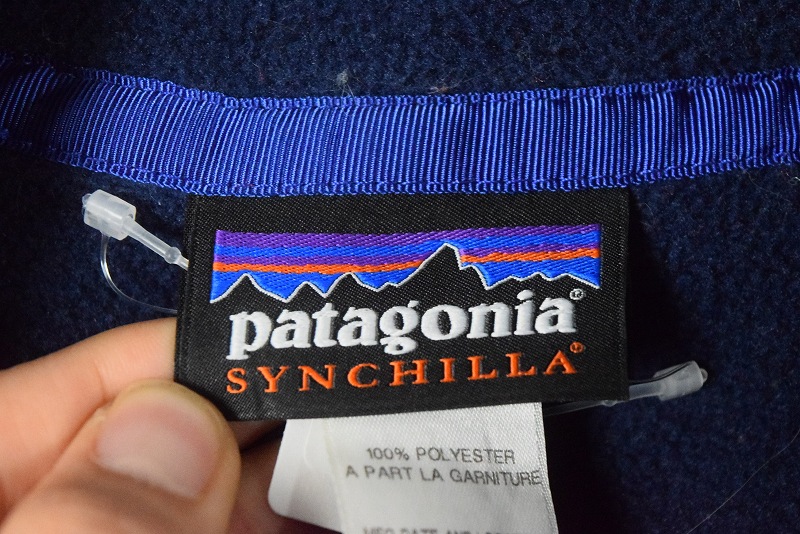 patagonia®
SYNCHILLA®
100% POLYESTER
A PART LA GARNITURE